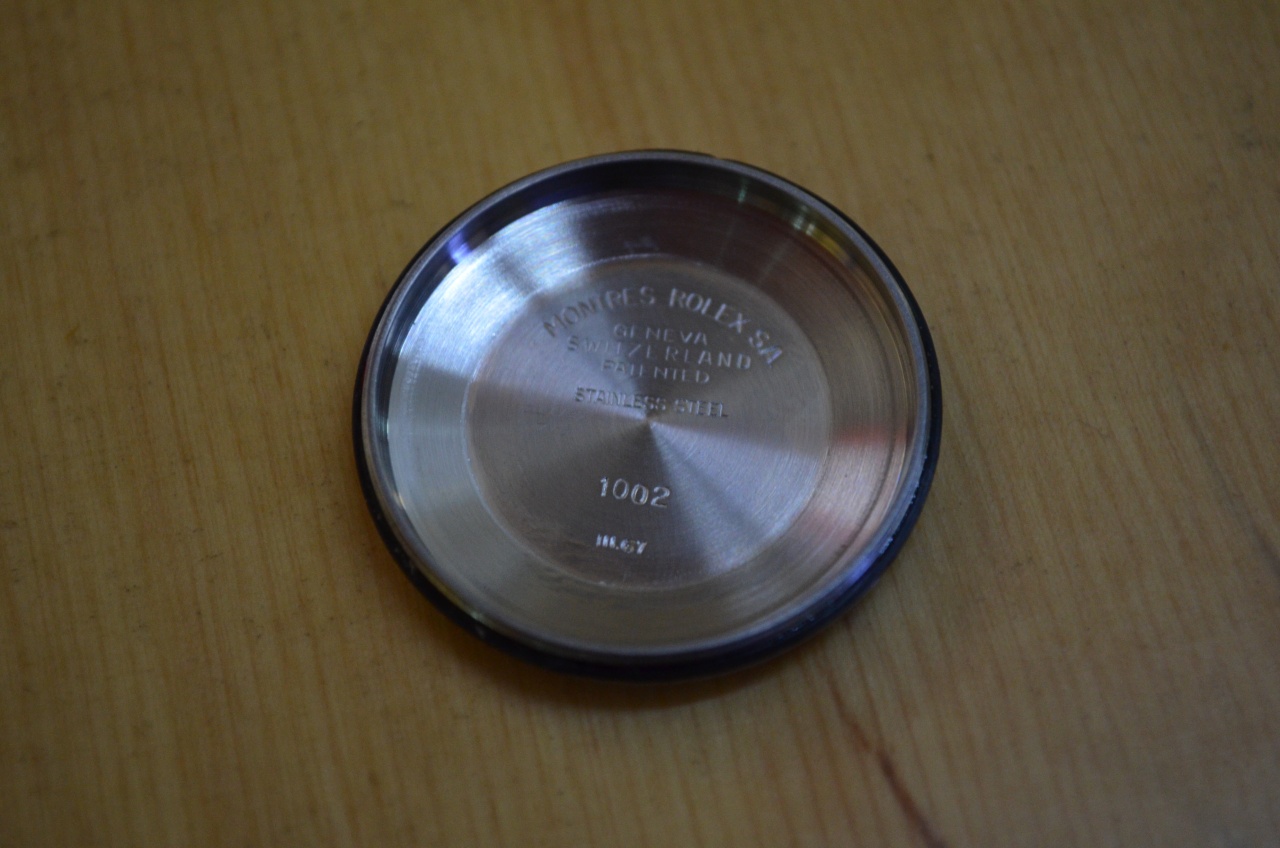 MONTRES ROLEX SA
GENEVA
SWITZERLAND
PATENTED
STAINLESS STEEL
1002
III.67